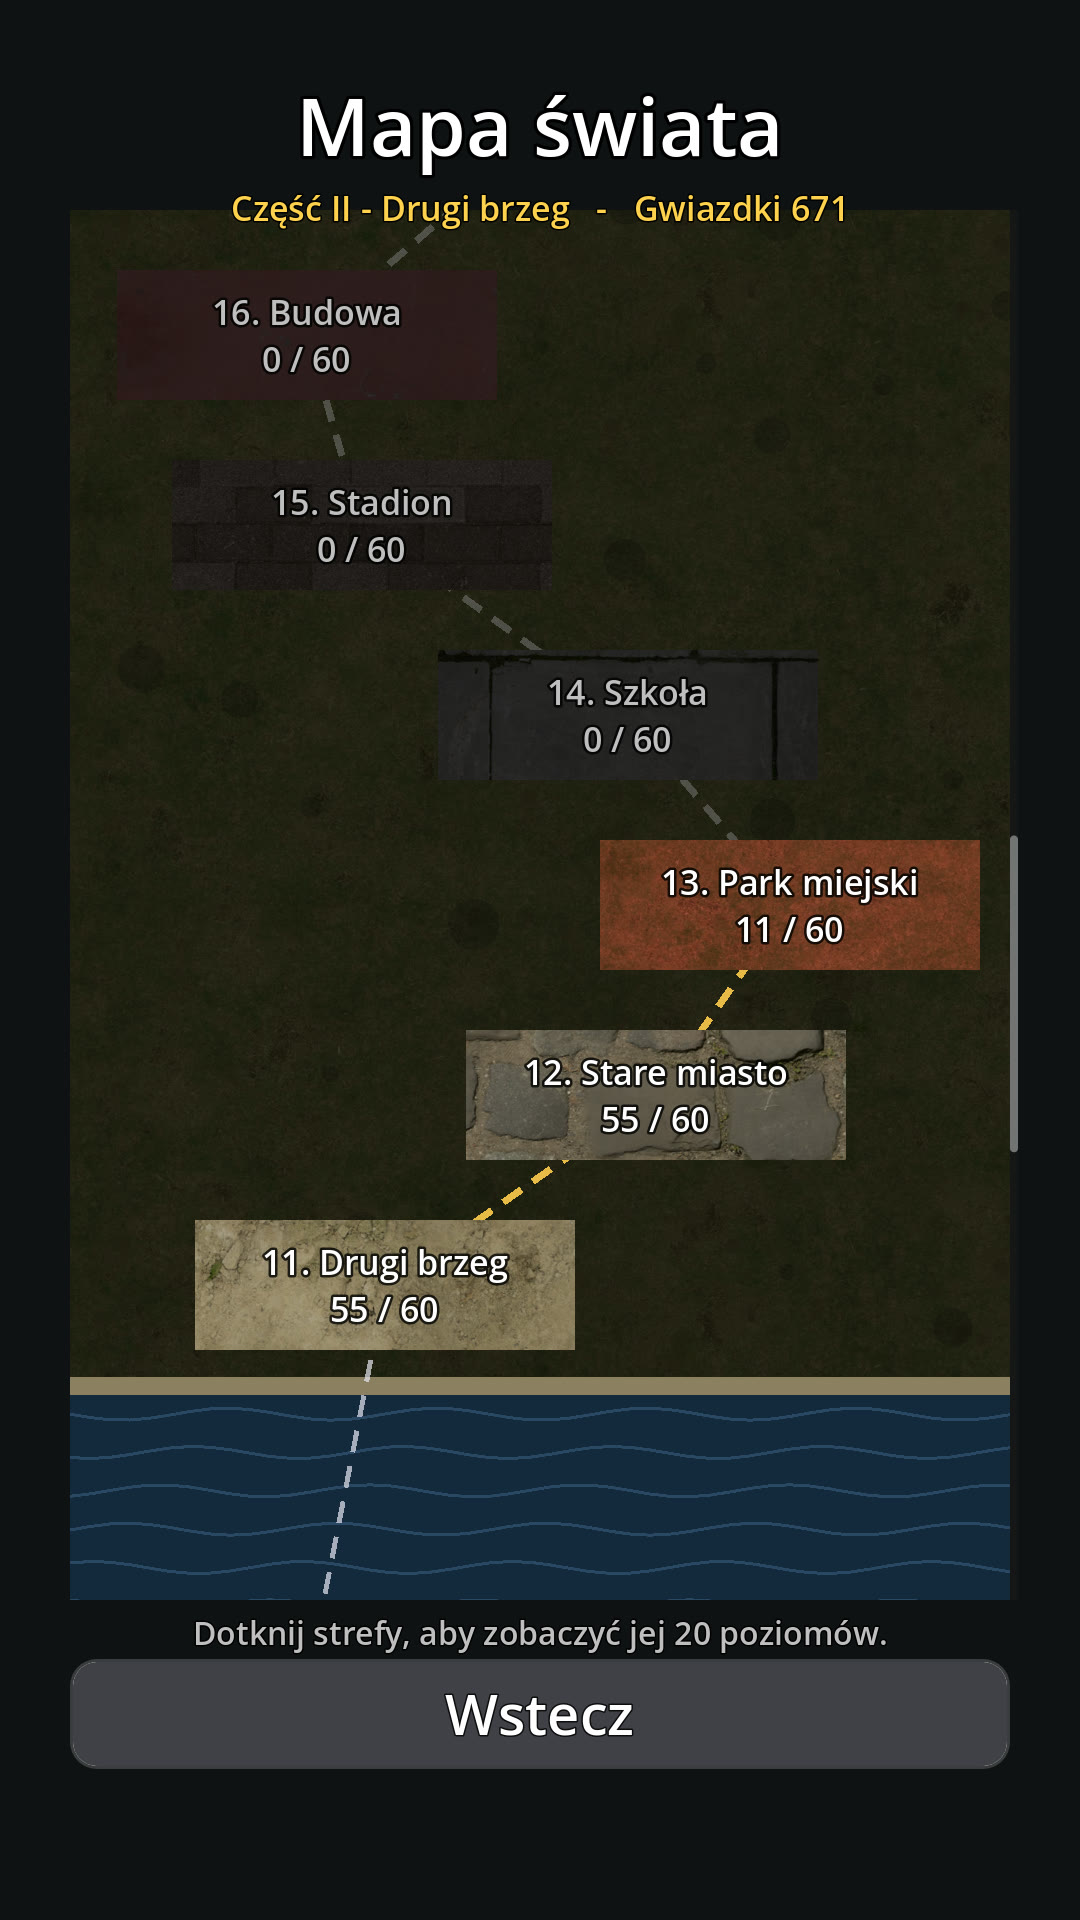 Mapa świata
Część II - Drugi brzeg - Gwiazdki 671
16. Budowa
0 / 60
15. Stadion
0 / 60
14. Szkoła
0 / 60
13. Park miejski
11 / 60
12. Stare miasto
55 / 60
11. Drugi brzeg
55 / 60
Dotknij strefy, aby zobaczyć jej 20 poziomów.
Wstecz